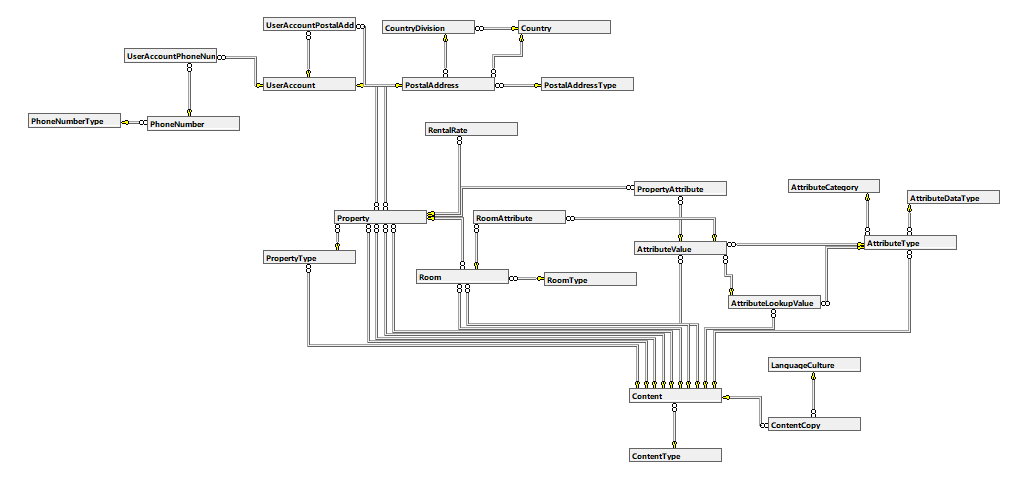 UserAccountPostalAdd
CountryDivision
Country
UserAccountPhoneNun
UserAccount
PostalAddress
PostalAddressType
PhoneNumberType
PhoneNumber
RentalRate
PropertyAttribute
AttributeCategory
AttributeDataType
Property
RoomAttribute
AttributeValue
AttributeType
PropertyType
Room
RoomType
AttributeLookupValue
LanguageCulture
Content
ContentCopy
ContentType